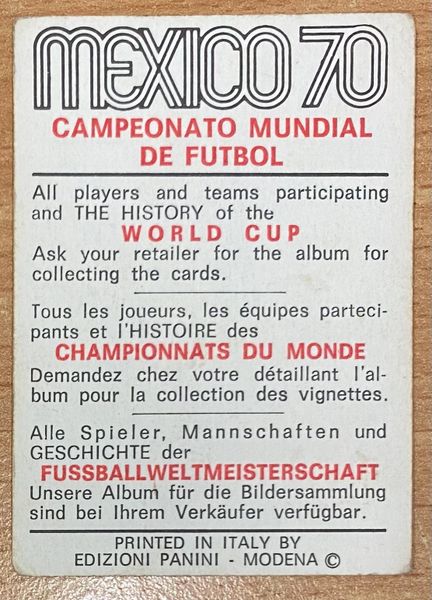 MEXICO 70
CAMPEONATO MUNDIAL
DE FUTBOL
All players and teams participating
and THE HISTORY of the
WORLD CUP
Ask your retailer for the album for
collecting the cards.
Tous les joueurs, les équipes parteci-
pants et l'HISTOIRE des
CHAMPIONNATS DU MONDE
Demandez chez votre détaillant l'al-
bum pour la collection des vignettes.
Alle Spieler, Mannschaften und
GESCHICHTE der
FUSSBALLWELTMEISTERSCHAFT
Unsere Album für die Bildersammlung
sind bei Ihrem Verkäufer verfügbar.
PRINTED IN ITALY BY
EDIZIONI PANINI - MODENA ©